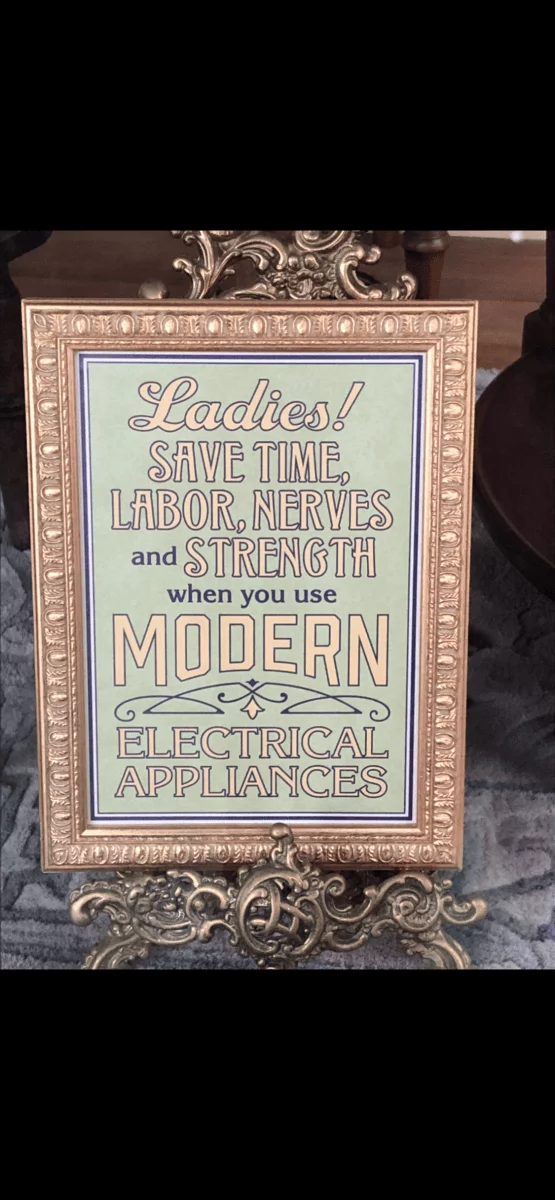 Ladies!
SAVE TIME,
LABOR, NERVES
and STRENGTH
when you use
MODERN
ELECTRICAL
APPLIANCES